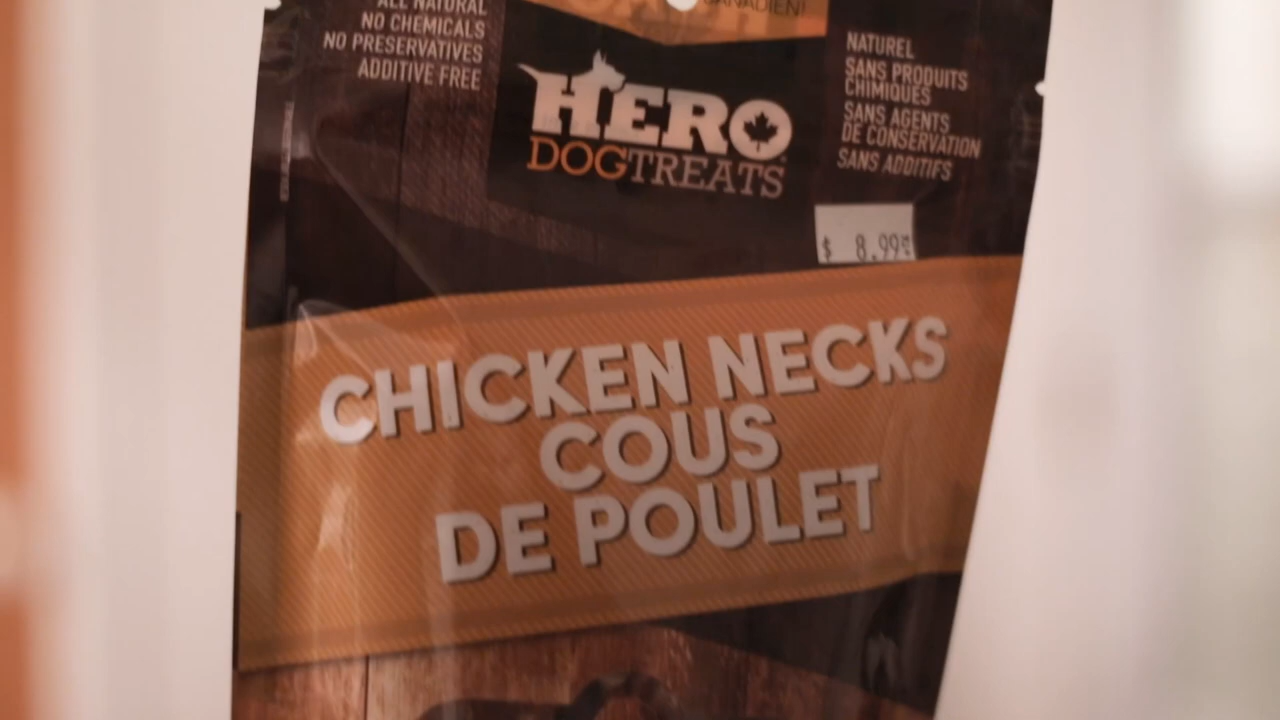 ALL NATURAL
NO CHEMICALS
NO PRESERVATIVES
ADDITIVE FREE
CANADIEN!
HERO
DOGTREATS
NATUREL
SANS PRODUITS
CHIMIQUES
SANS AGENTS
DE CONSERVATION
SANS ADDITIFS
$ 8.99
CHICKEN NECKS
COUS
DE POULET